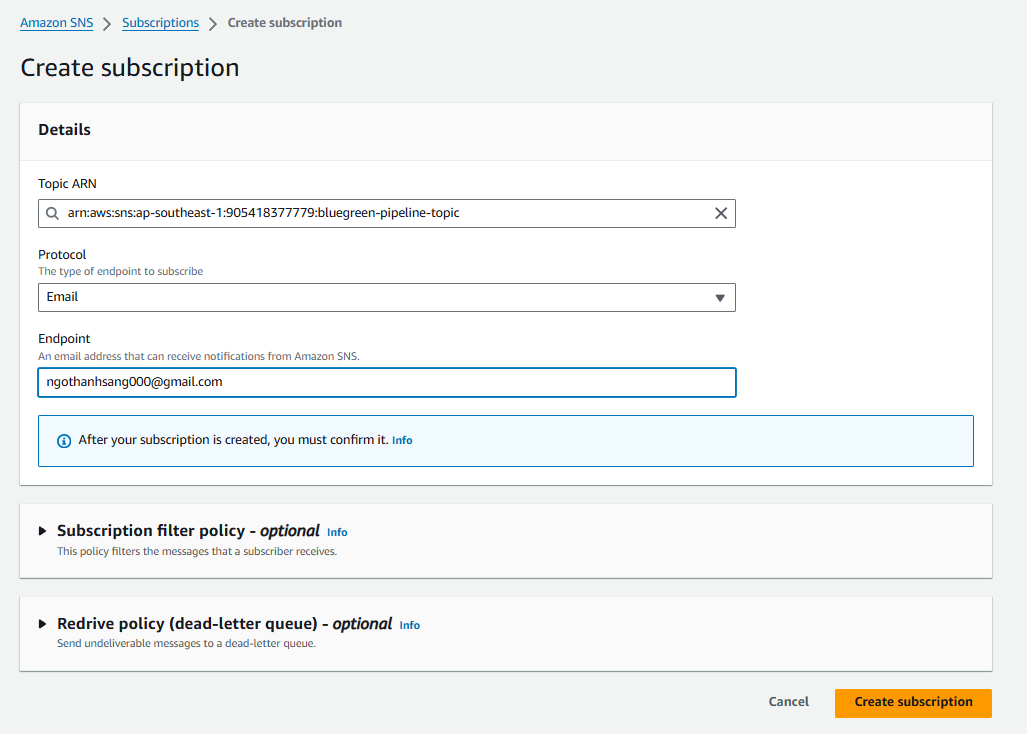 Amazon SNS > Subscriptions > Create subscription
Create subscription
Details
Topic ARN
arn:aws:sns:ap-southeast-1:905418377779:bluegreen-pipeline-topic
Protocol
The type of endpoint to subscribe
Email
Endpoint
An email address that can receive notifications from Amazon SNS.
ngothanhsang000@gmail.com
After your subscription is created, you must confirm it. Info
Subscription filter policy - optional Info
This policy filters the messages that a subscriber receives.
Redrive policy (dead-letter queue) - optional Info
Send undeliverable messages to a dead-letter queue.
Cancel Create subscription